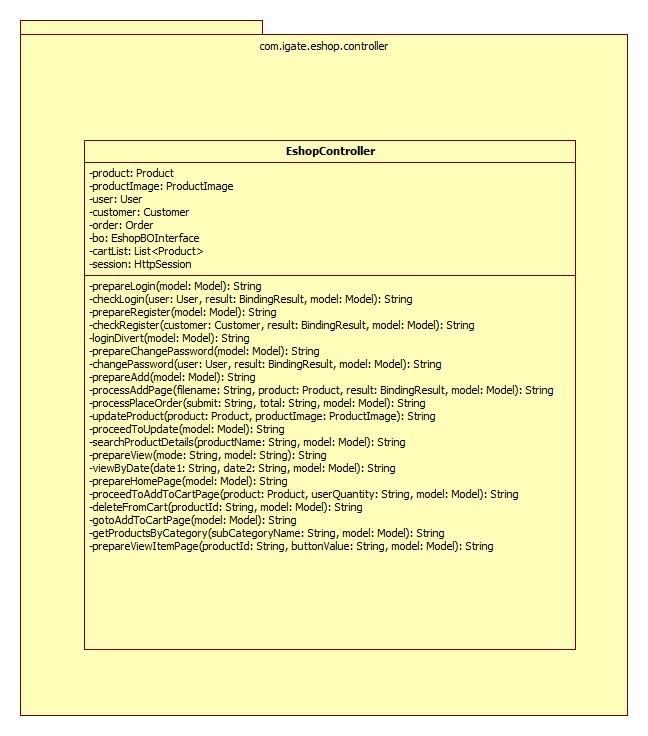 com.igate.eshop.controller
EshopController
-product: Product
-productImage: ProductImage
-user: User
-customer: Customer
-order: Order
-bo: EshopBOInterface
-cartList: List<Product>
-session: HttpSession
-prepareLogin(model: Model): String
-checkLogin(user: User, result: BindingResult, model: Model): String
-prepareRegister(model: Model): String
-checkRegister(customer: Customer, result: BindingResult, model: Model): String
-loginDivert(model: Model): String
-prepareChangePassword(model: Model): String
-changePassword(user: User, result: BindingResult, model: Model): String
-prepareAdd(model: Model): String
-processAddPage(filename: String, product: Product, result: BindingResult, model: Model): String
-processPlaceOrder(submit: String, total: String, model: Model): String
-updateProduct(product: Product, productImage: ProductImage): String
-proceedToUpdate(model: Model): String
-searchProductDetails(productName: String, model: Model): String
-prepareView(mode: String, model: String): String
-viewByDate(date1: String, date2: String, model: Model): String
-prepareHomePage(model: Model): String
-proceedToAddToCartPage(product: Product, userQuantity: String, model: Model): String
-deleteFromCart(productId: String, model: Model): String
-gotoAddToCartPage(model: Model): String
-getProductsByCategory(subCategoryName: String, model: Model): String
-prepareViewItemPage(productId: String, buttonValue: String, model: Model): String